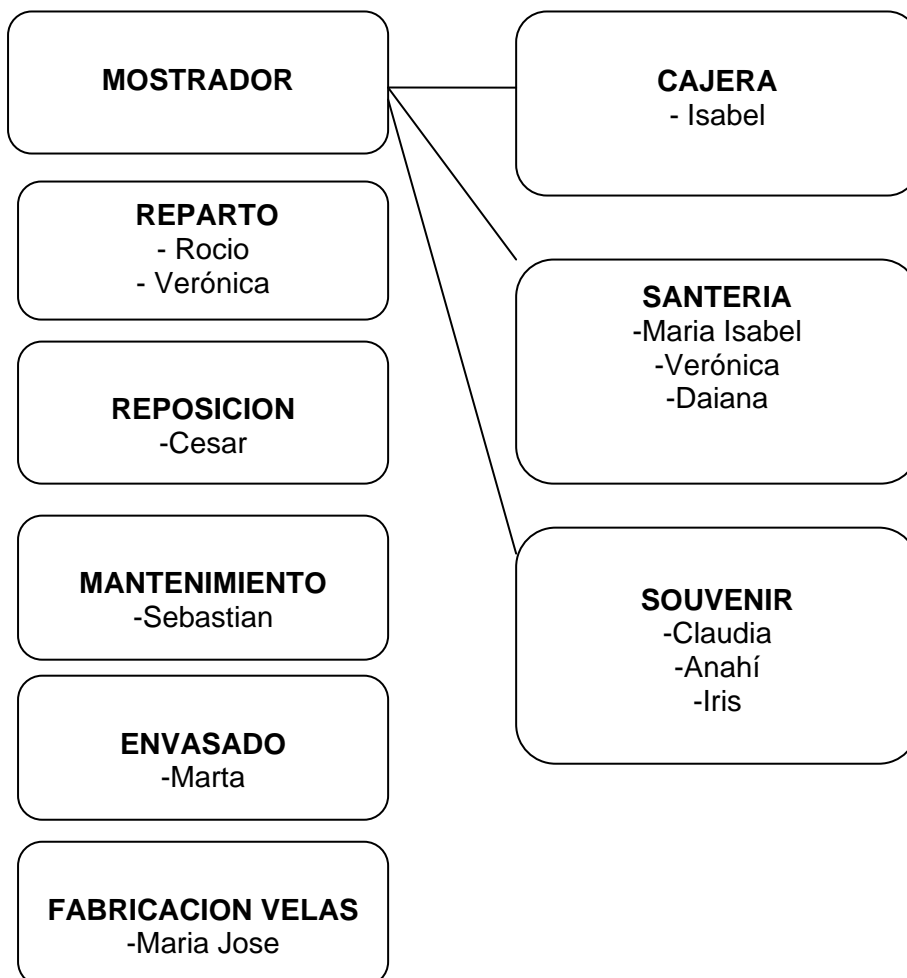 MOSTRADOR
REPARTO
- Rocio
- Verónica
REPOSICION
-Cesar
MANTENIMIENTO
-Sebastian
ENVASADO
-Marta
FABRICACION VELAS
-Maria Jose
CAJERA
- Isabel
SANTERIA
-Maria Isabel
-Verónica
-Daiana
SOUVENIR
-Claudia
-Anahí
-Iris